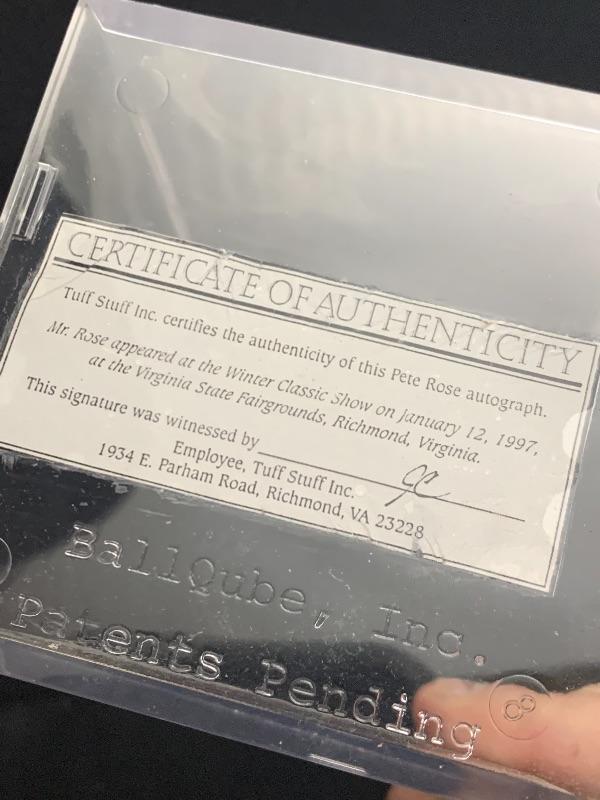 CERTIFICATE OF AUTHENTICITY
Tuff Stuff Inc. certifies the authenticity of this Pete Rose autograph.
Mr. Rose appeared at the Winter Classic Show on January 12, 1997,
at the Virginia State Fairgrounds, Richmond, Virginia.
This signature was witnessed by
Employee, Tuff Stuff Inc.
1934 E. Parham Road, Richmond, VA 23228
BallQube, Inc.
Patents Pending
8